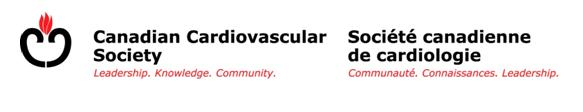 Canadian Cardiovascular
Society
Leadership. Knowledge. Community.
Société canadienne
de cardiologie
Communauté. Connaissances. Leadership.